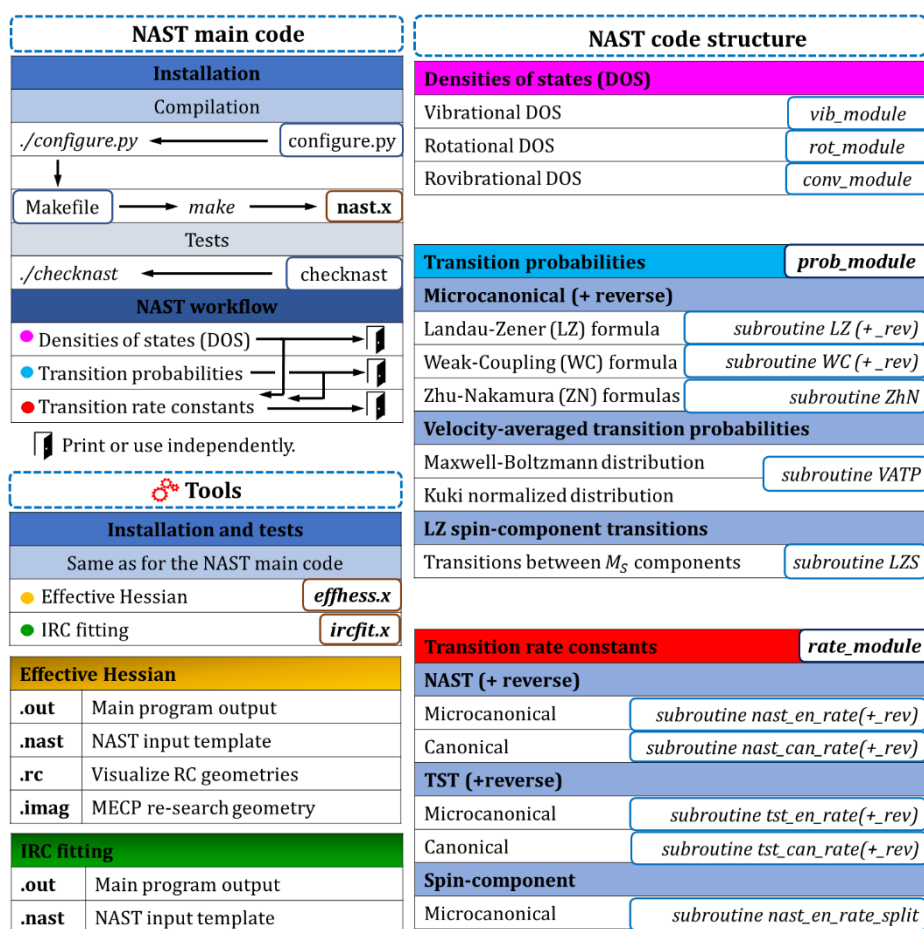 NAST main code
Installation
Compilation
./configure.py configure.py
Makefile make nast.x
Tests
./checknast checknast
NAST workflow
Densities of states (DOS)
Transition probabilities
Transition rate constants
Print or use independently.
Tools
Installation and tests
Same as for the NAST main code
Effective Hessian effhess.x
IRC fitting ircfit.x
Effective Hessian
.out Main program output
.nast NAST input template
.rc Visualize RC geometries
.imag MECP re-search geometry
IRC fitting
.out Main program output
.nast NAST input template
NAST code structure
Densities of states (DOS)
Vibrational DOS vib_module
Rotational DOS rot_module
Rovibrational DOS conv_module
Transition probabilities prob_module
Microcanonical (+ reverse)
Landau-Zener (LZ) formula subroutine LZ (+_rev)
Weak-Coupling (WC) formula subroutine WC (+_rev)
Zhu-Nakamura (ZN) formulas subroutine ZhN
Velocity-averaged transition probabilities
Maxwell-Boltzmann distribution
subroutine VATP
Kuki normalized distribution
LZ spin-component transitions
Transitions between M_S components subroutine LZS
Transition rate constants rate_module
NAST (+ reverse)
Microcanonical subroutine nast_en_rate(+_rev)
Canonical subroutine nast_can_rate(+_rev)
TST (+reverse)
Microcanonical subroutine tst_en_rate(+_rev)
Canonical subroutine tst_can_rate(+_rev)
Spin-component
Microcanonical subroutine nast_en_rate_split